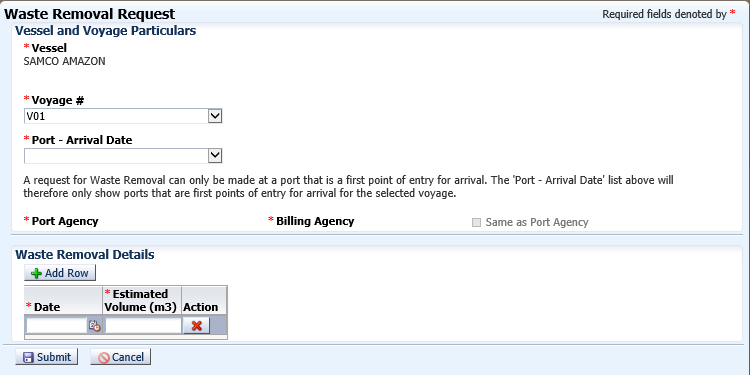 Waste Removal Request
Required fields denoted by *
Vessel and Voyage Particulars
* Vessel
SAMCO AMAZON
* Voyage #
V01
* Port - Arrival Date
A request for Waste Removal can only be made at a port that is a first point of entry for arrival. The 'Port - Arrival Date' list above will
therefore only show ports that are first points of entry for arrival for the selected voyage.
* Port Agency * Billing Agency Same as Port Agency
Waste Removal Details
Add Row
* Date * Estimated Volume (m3) Action
Submit Cancel